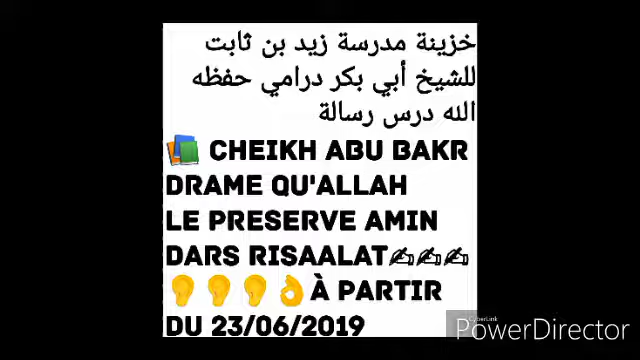 خزينة مدرسة زيد بن ثابت
للشيخ أبي بكر درامي حفظه
الله درس رسالة
📚 CHEIKH ABU BAKR
DRAME QU'ALLAH
LE PRESERVE AMIN
DARS RISAALAT✍✍✍
👂👂👂👌À PARTIR
DU 23/06/2019
CyberLink
PowerDirector